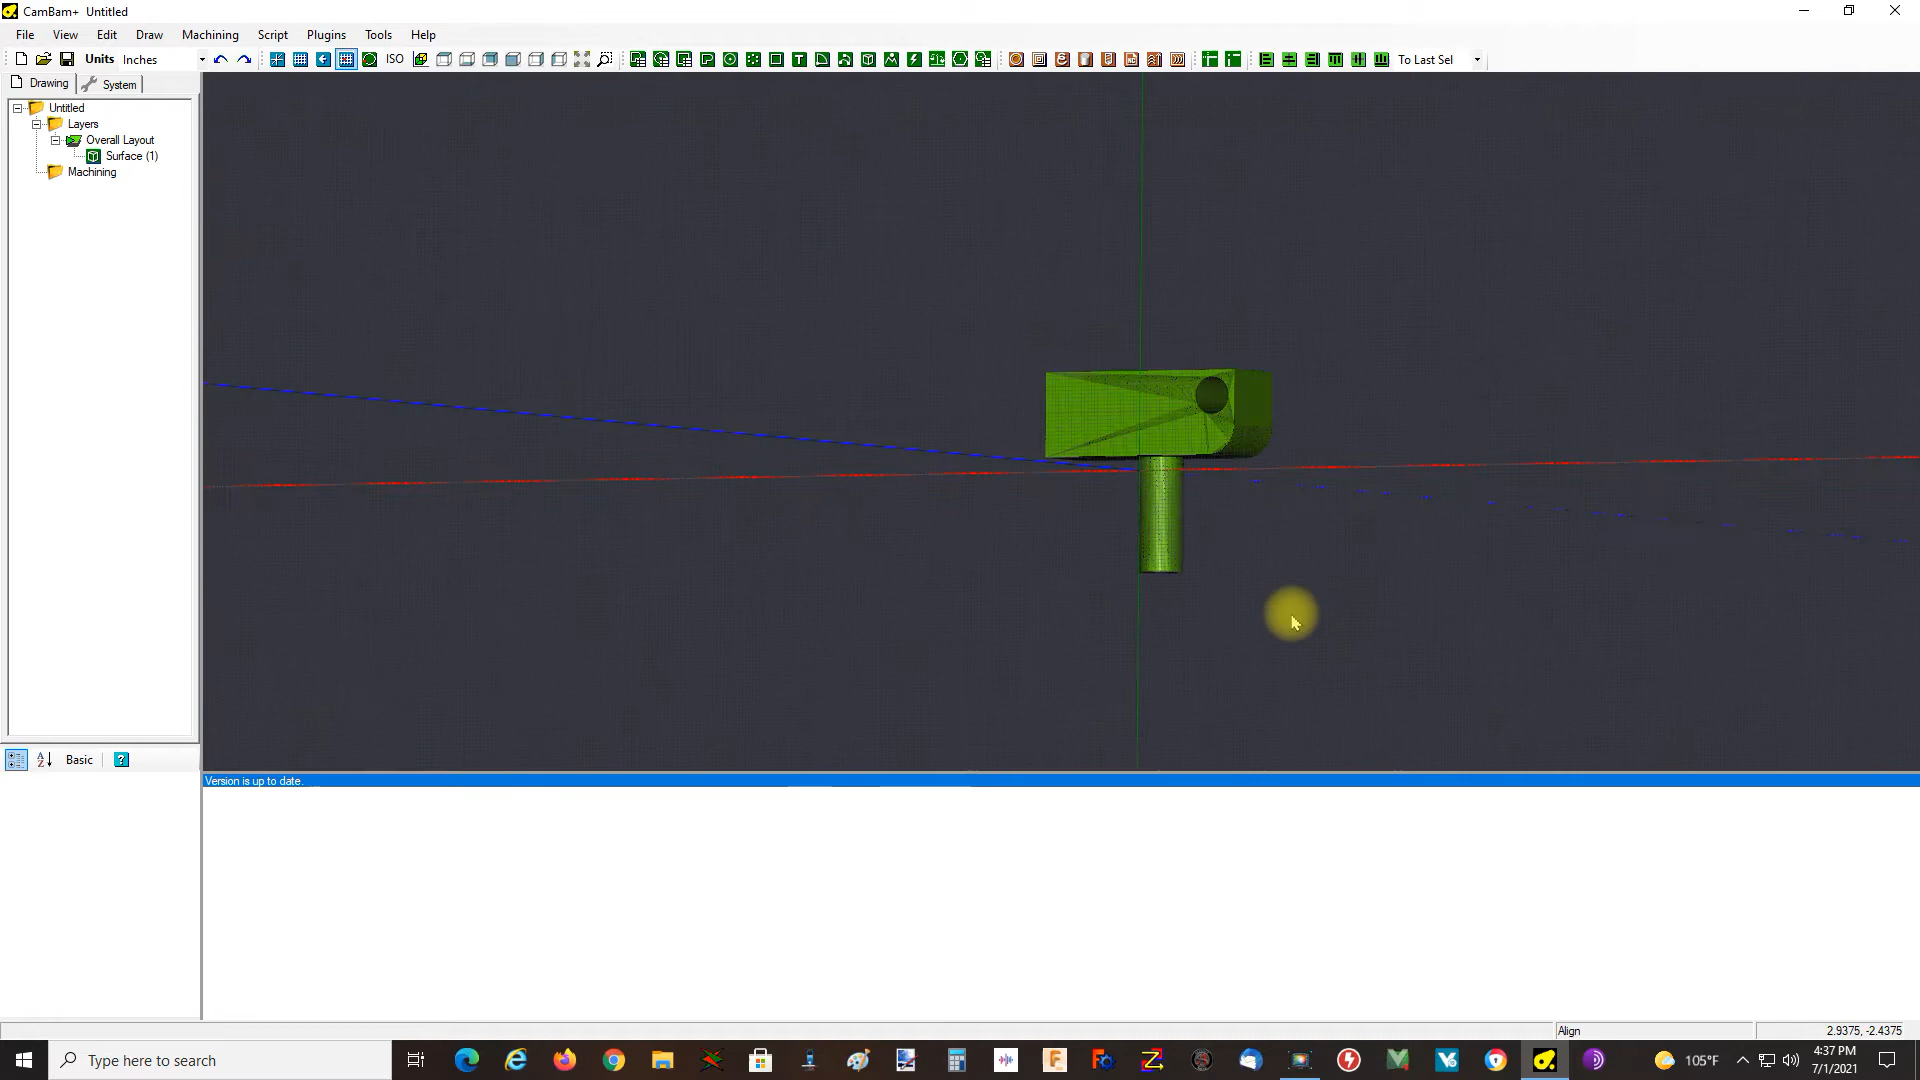 CamBam+ Untitled
File View Edit Draw Machining Script Plugins Tools Help
Units Inches ISO To Last Sel
Drawing System
Untitled
Layers
Overall Layout
Surface (1)
Machining
Basic
Version is up to date.
Align 2.9375, -2.4375
Type here to search
105°F
4:37 PM
7/1/2021